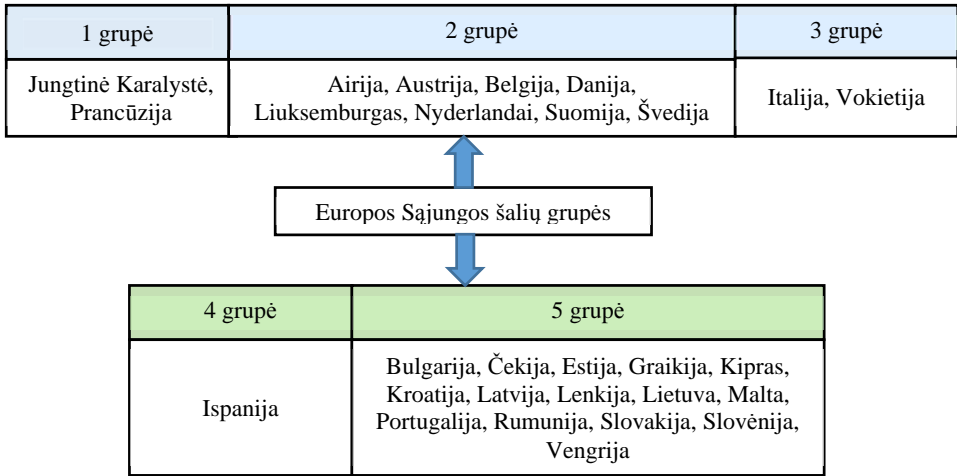 1 grupė
2 grupė
3 grupė
Jungtinė Karalystė,
Prancūzija
Airija, Austrija, Belgija, Danija,
Liuksemburgas, Nyderlandai, Suomija, Švedija
Italija, Vokietija
Europos Sąjungos šalių grupės
4 grupė
5 grupė
Ispanija
Bulgarija, Čekija, Estija, Graikija, Kipras,
Kroatija, Latvija, Lenkija, Lietuva, Malta,
Portugalija, Rumunija, Slovakija, Slovėnija,
Vengrija